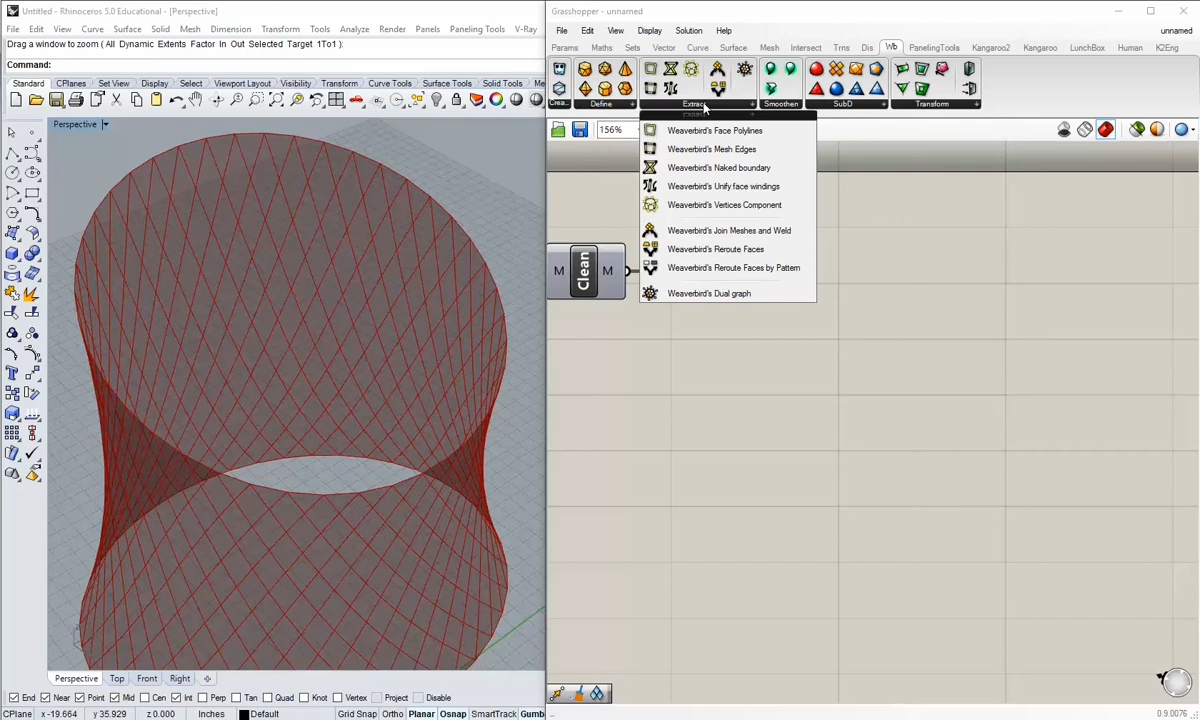 Untitled - Rhinoceros 5.0 Educational - [Perspective]
File Edit View Curve Surface Solid Mesh Dimension Transform Tools Analyze Render Panels T-Splines V-Ray
Drag a window to zoom ( All Dynamic Extents Factor In Out Selected Target 1To1 ):
Command:
Standard CPlanes Set View Display Select Viewport Layout Visibility Transform Curve Tools Surface Tools Solid Tools
Perspective
Perspective Top Front Right
End Near Point Mid Cen Int Perp Tan Quad Knot Vertex Project Disable
CPlane x -19.664 y 35.929 z 0.000 Inches Default Grid Snap Ortho Planar Osnap SmartTrack Gumb
Grasshopper - unnamed
File Edit View Display Solution Help unnamed
Params Maths Sets Vector Curve Surface Mesh Intersect Trns Dis Wb PanelingTools Kangaroo2 Kangaroo LunchBox Human K2Eng
Crea... Define Extract Smoothen SubD Transform
156%
Weaverbird's Face Polylines
Weaverbird's Mesh Edges
Weaverbird's Naked boundary
Weaverbird's Unify face windings
Weaverbird's Vertices Component
Weaverbird's Join Meshes and Weld
Weaverbird's Reroute Faces
Weaverbird's Reroute Faces by Pattern
Weaverbird's Dual graph
M Clean M
0.9.0076